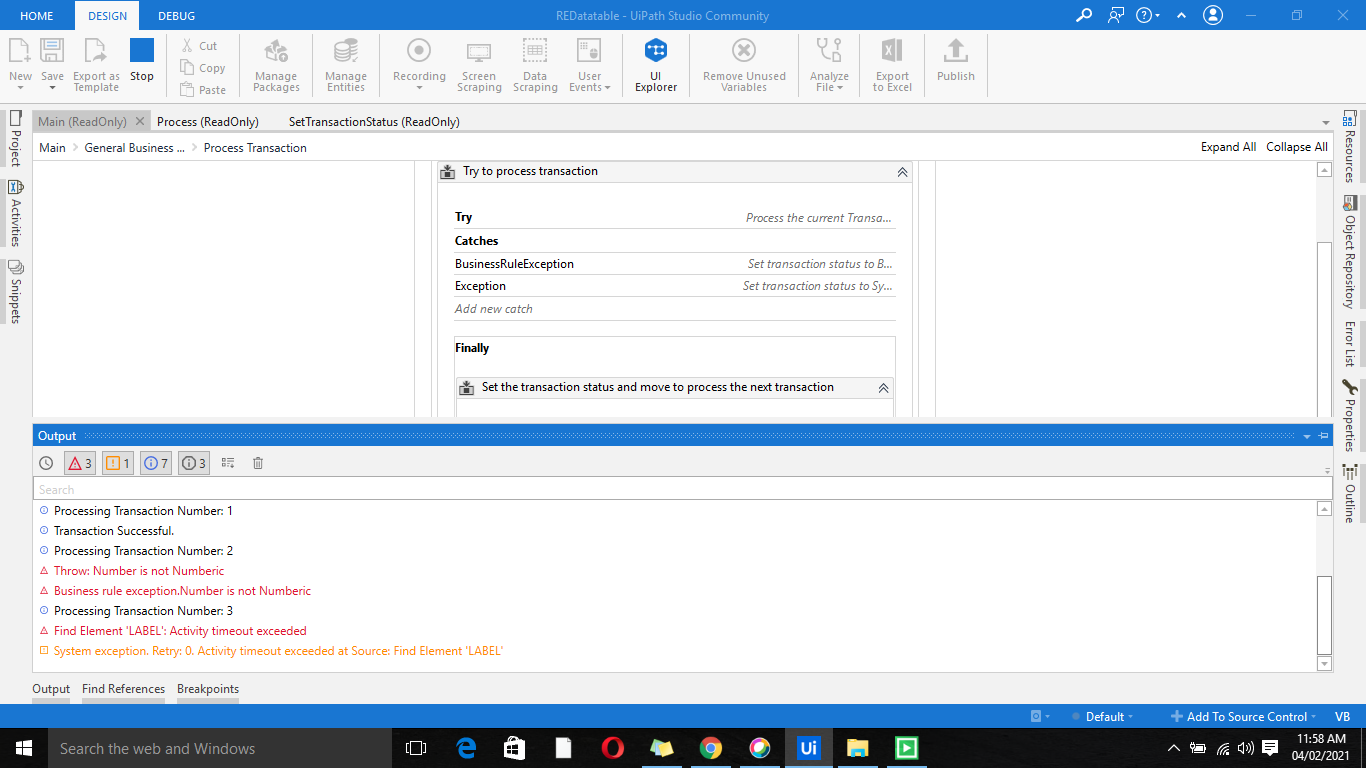 HOME DESIGN DEBUG REDatatable - UiPath Studio Community
New Save Export as Template Stop Cut Copy Paste Manage Packages Manage Entities Recording Screen Scraping Data Scraping User Events UI Explorer Remove Unused Variables Analyze File Export to Excel Publish
Main (ReadOnly) Process (ReadOnly) SetTransactionStatus (ReadOnly)
Main General Business ... Process Transaction Expand All Collapse All
Project
Activities
Snippets
Try to process transaction
Try Process the current Transa...
Catches
BusinessRuleException Set transaction status to B...
Exception Set transaction status to Sy...
Add new catch
Finally
Set the transaction status and move to process the next transaction
Resources
Object Repository
Error List
Properties
Outline
Output
3 1 7 3
Search
Processing Transaction Number: 1
Transaction Successful.
Processing Transaction Number: 2
Throw: Number is not Numberic
Business rule exception.Number is not Numberic
Processing Transaction Number: 3
Find Element 'LABEL': Activity timeout exceeded
System exception. Retry: 0. Activity timeout exceeded at Source: Find Element 'LABEL'
Output Find References Breakpoints
Default Add To Source Control VB
Search the web and Windows
Ui
11:58 AM
04/02/2021